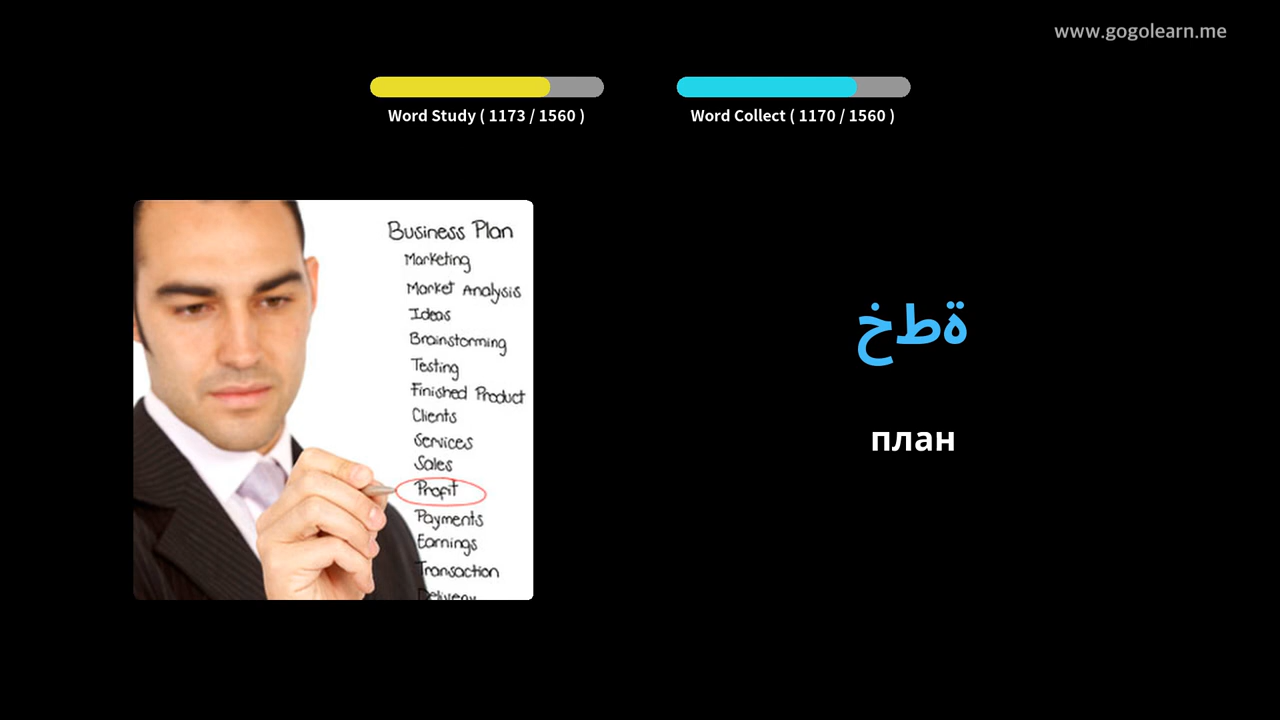 www.gogolearn.me
Word Study ( 1173 / 1560 )
Word Collect ( 1170 / 1560 )
Business Plan
Marketing
Market Analysis
Ideas
Brainstorming
Testing
Finished Product
Clients
Services
Sales
Profit
Payments
Earnings
Transaction
Delivery
خطة
план